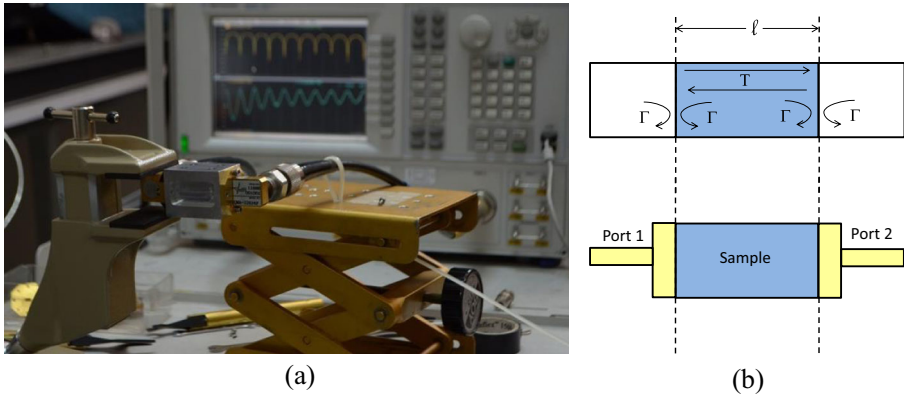 ℓ
T
Γ Γ Γ Γ
Port 1
Port 2
Sample
(a)
(b)